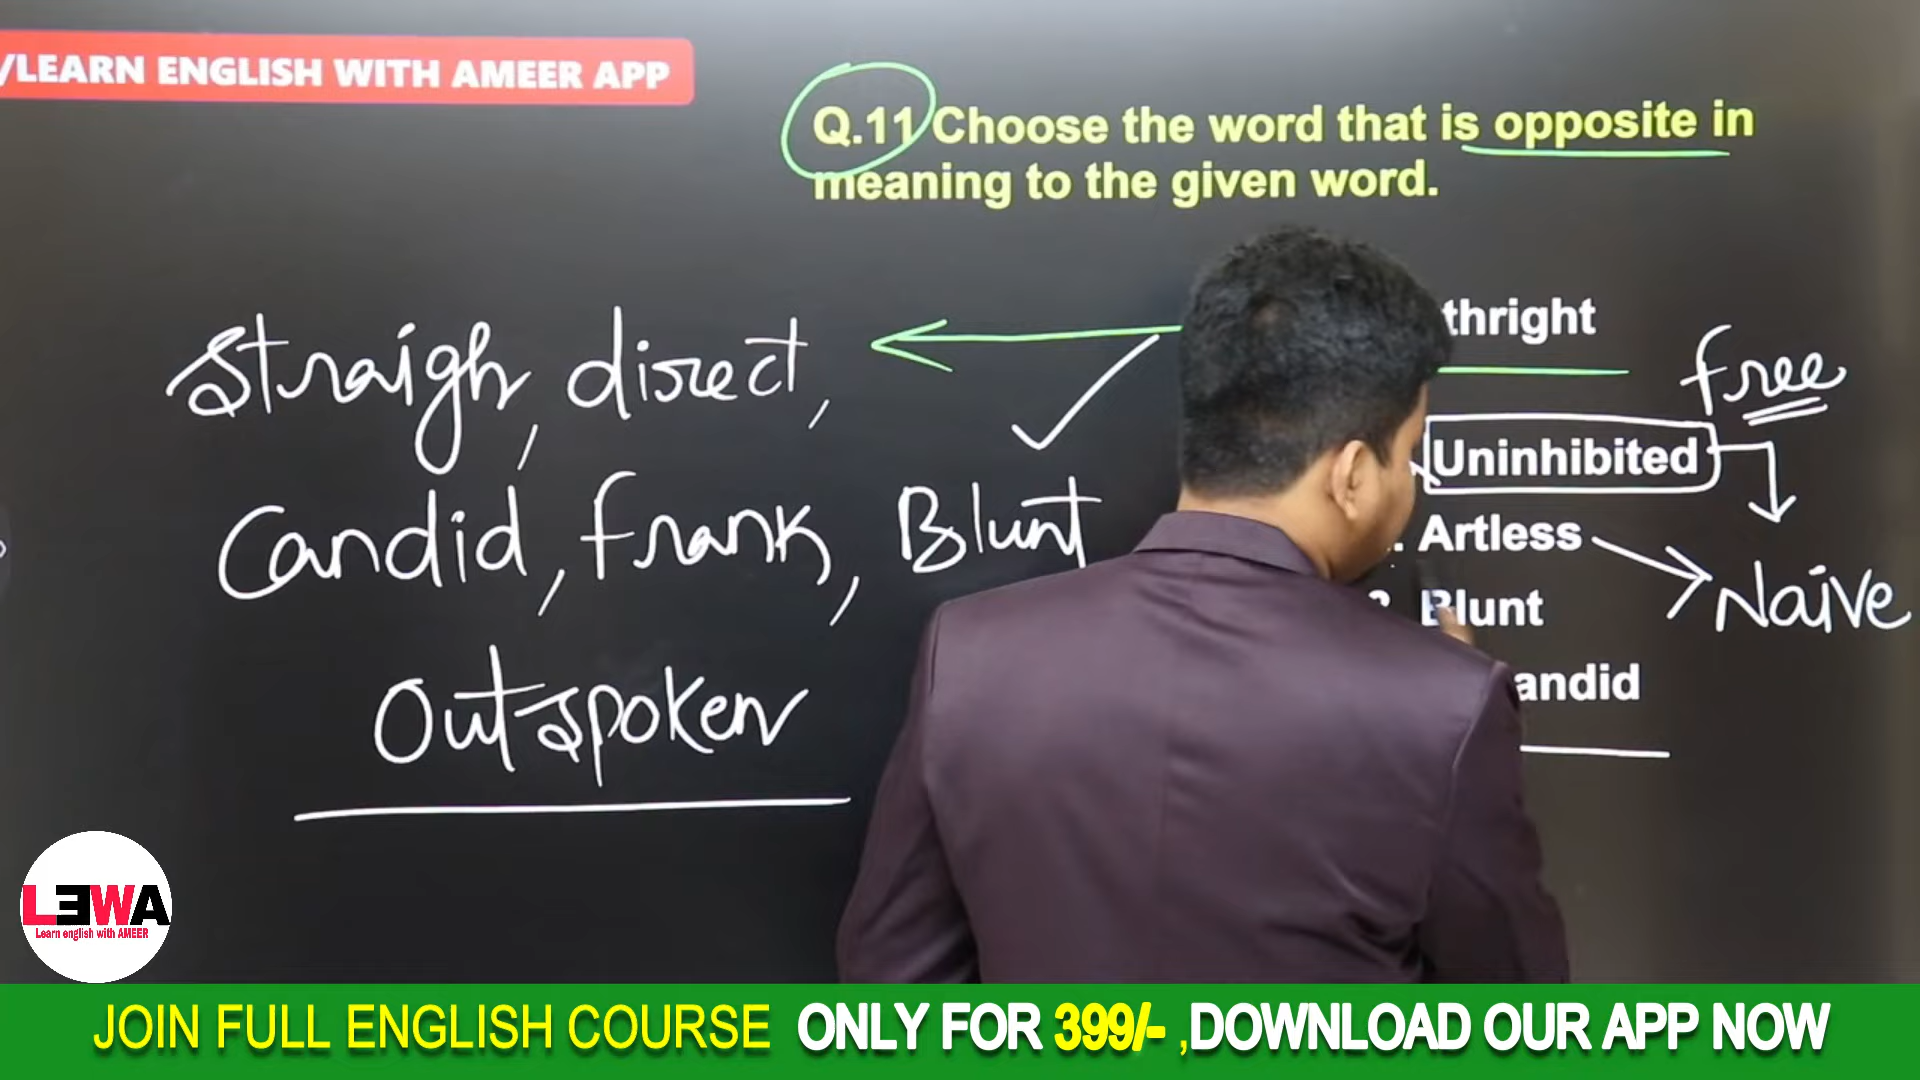 /LEARN ENGLISH WITH AMEER APP
Q.11 Choose the word that is opposite in
meaning to the given word.
thright
Straigh, direct,
free
Uninhibited
Candid, frank, Blunt
Artless
Naive
Blunt
andid
Outspoken
LEWA
Learn english with AMEER
JOIN FULL ENGLISH COURSE ONLY FOR 399/- ,DOWNLOAD OUR APP NOW